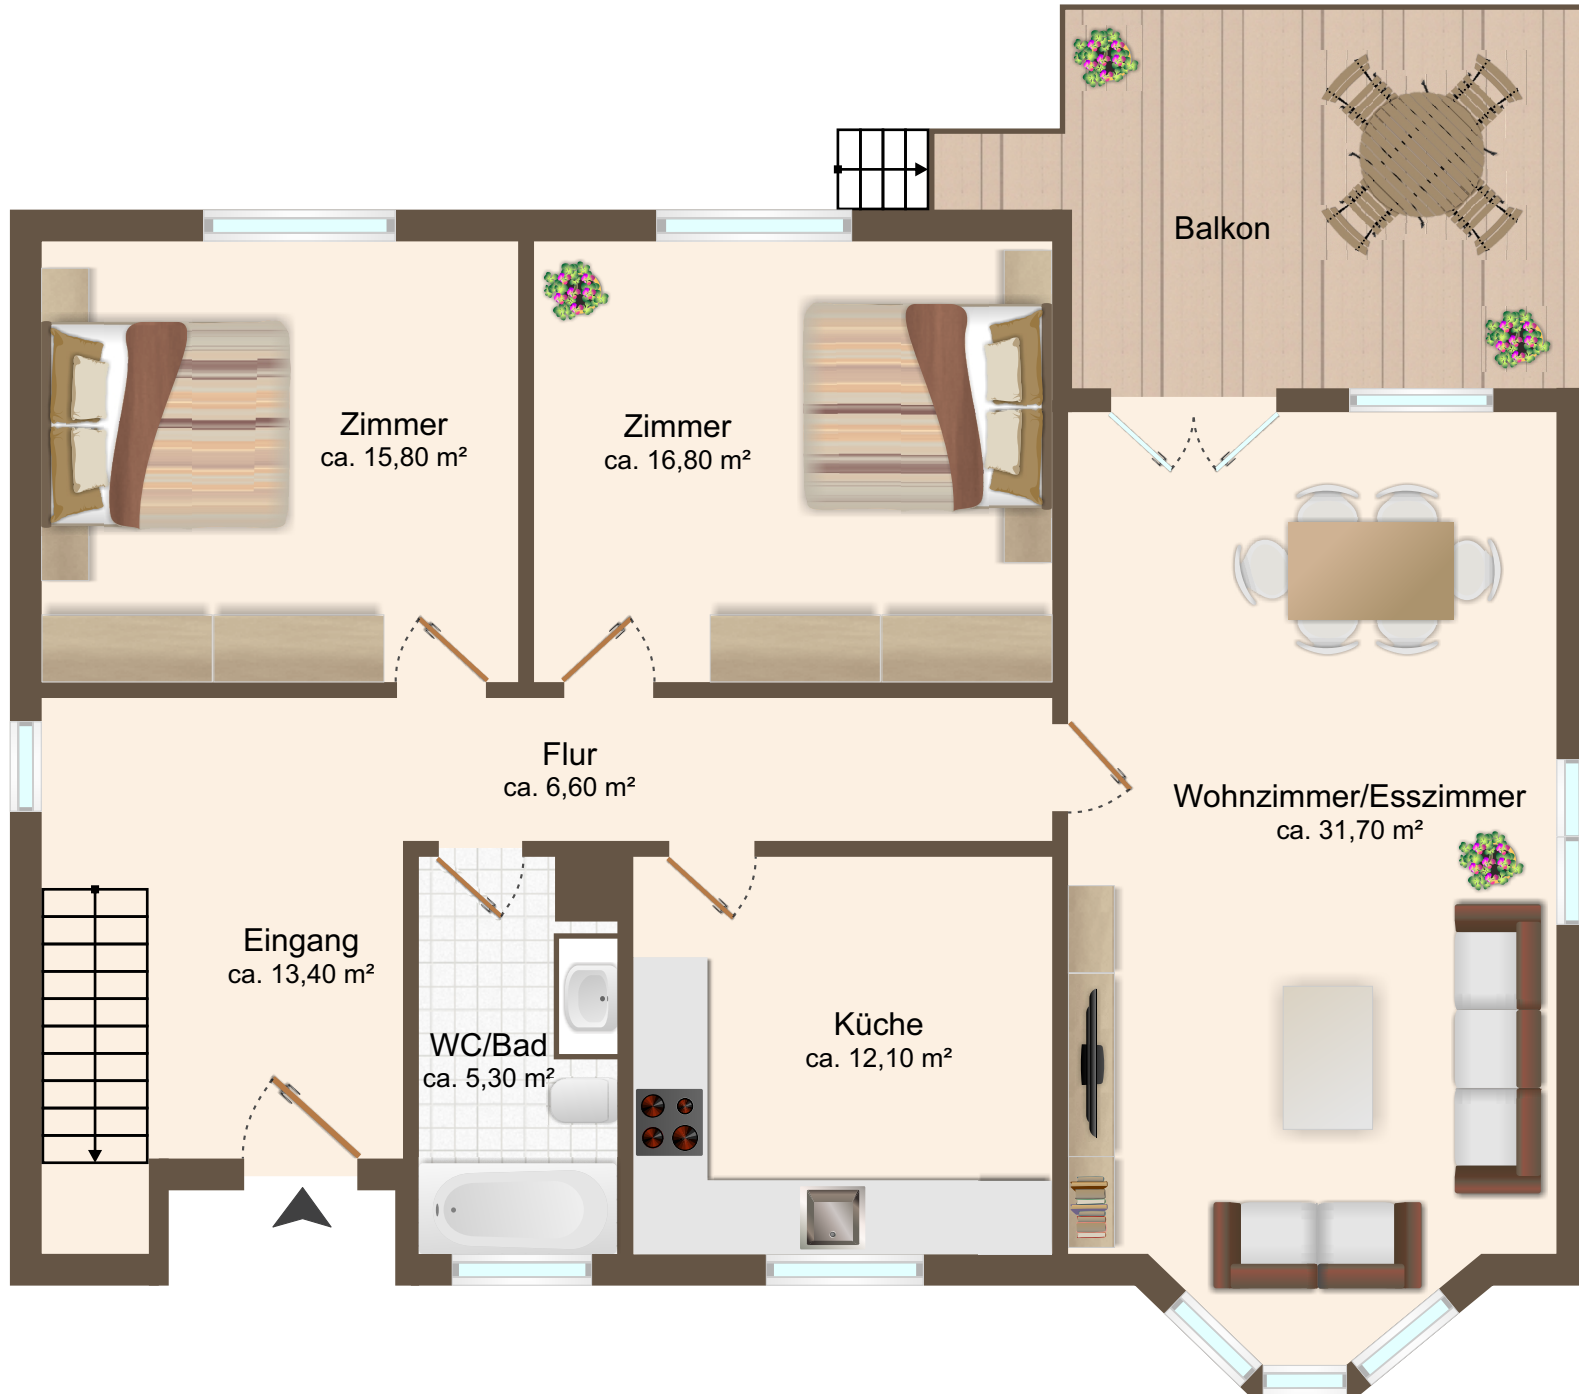 Balkon
Zimmer
ca. 15,80 m²
Zimmer
ca. 16,80 m²
Flur
ca. 6,60 m²
Wohnzimmer/Esszimmer
ca. 31,70 m²
Eingang
ca. 13,40 m²
WC/Bad
ca. 5,30 m²
Küche
ca. 12,10 m²